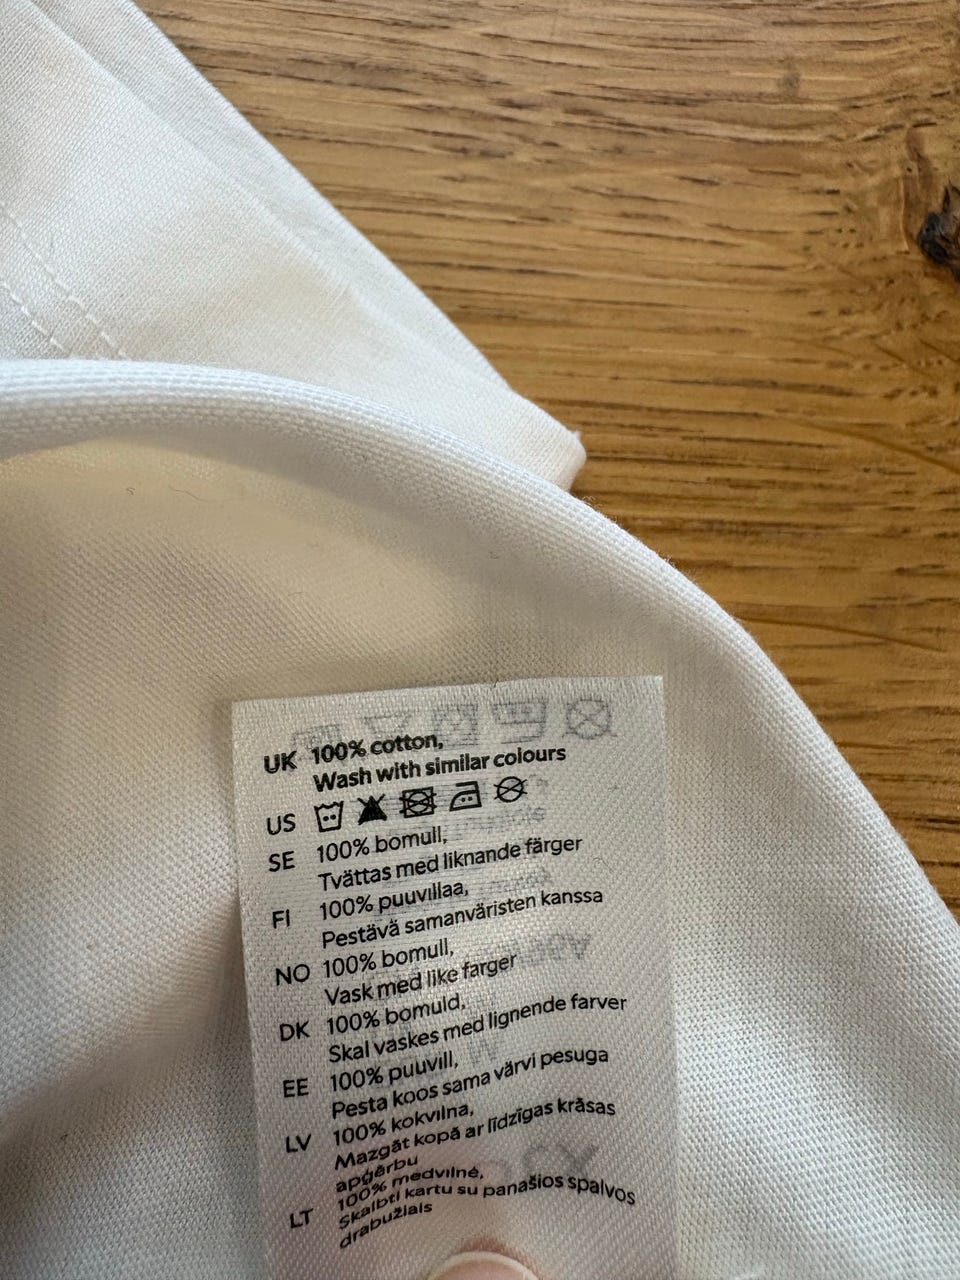 UK 100% cotton,
Wash with similar colours
US
SE 100% bomull,
Tvättas med liknande färger
FI 100% puuvillaa,
Pestävä samanväristen kanssa
NO 100% bomull,
Vask med like farger
DK 100% bomuld,
Skal vaskes med lignende farver
EE 100% puuvill,
Pesta koos sama värvi pesuga
LV 100% kokvilna,
Mazgāt kopā ar līdzīgas krāsas
apģērbu
LT 100% medvilnė,
Skalbti kartu su panašios spalvos
drabužiais